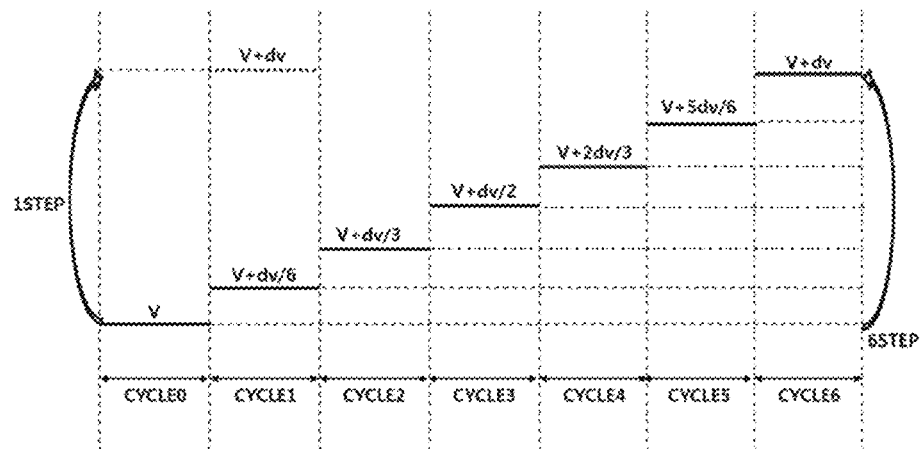 V+dv
V+dv
V+5dv/6
V+2dv/3
V+dv/2
1STEP
V+dv/3
V+dv/6
V
6STEP
CYCLE0 CYCLE1 CYCLE2 CYCLE3 CYCLE4 CYCLE5 CYCLE6